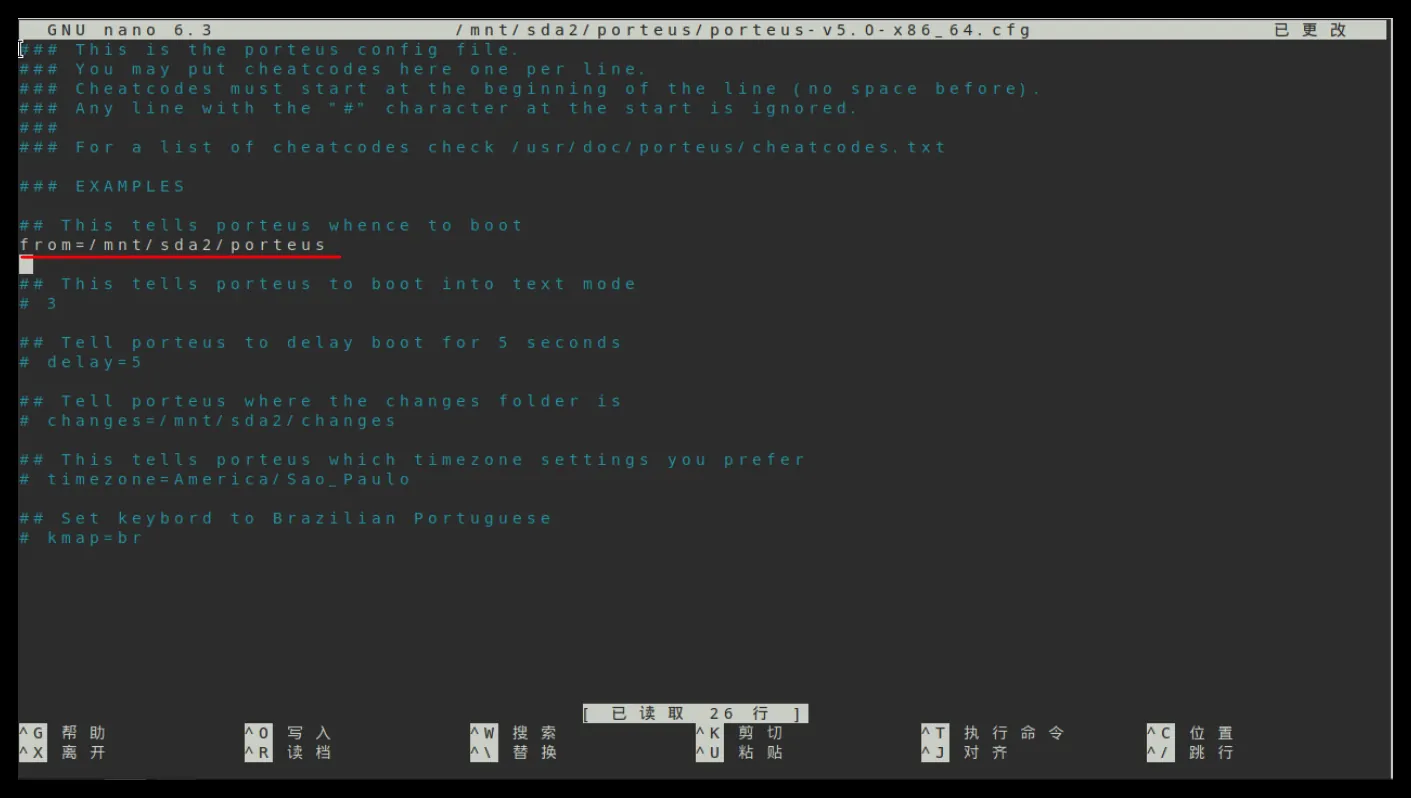 GNU nano 6.3 /mnt/sda2/porteus/porteus-v5.0-x86_64.cfg 已更改
### This is the porteus config file.
### You may put cheatcodes here one per line.
### Cheatcodes must start at the beginning of the line (no space before).
### Any line with the "#" character at the start is ignored.
###
### For a list of cheatcodes check /usr/doc/porteus/cheatcodes.txt
### EXAMPLES
## This tells porteus whence to boot
from=/mnt/sda2/porteus
## This tells porteus to boot into text mode
# 3
## Tell porteus to delay boot for 5 seconds
# delay=5
## Tell porteus where the changes folder is
# changes=/mnt/sda2/changes
## This tells porteus which timezone settings you prefer
# timezone=America/Sao_Paulo
## Set keybord to Brazilian Portuguese
# kmap=br
[ 已读取 26 行 ]
^G 帮助 ^O 写入 ^W 搜索 ^K 剪切 ^T 执行命令 ^C 位置
^X 离开 ^R 读档 ^\ 替换 ^U 粘贴 ^J 对齐 ^/ 跳行